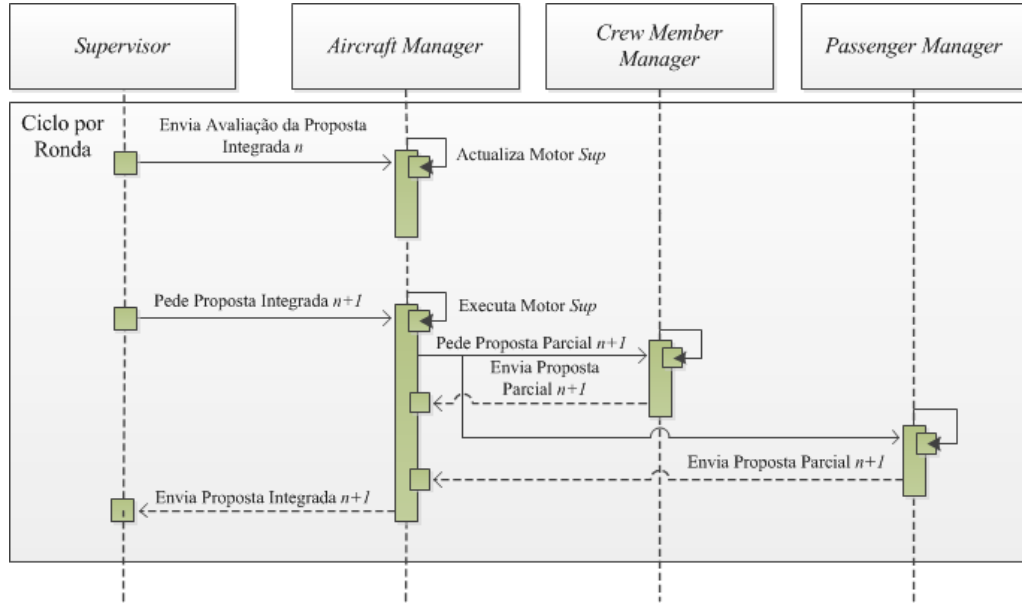 Supervisor
Aircraft Manager
Crew Member
Manager
Passenger Manager
Ciclo por
Ronda
Envia Avaliação da Proposta
Integrada n
Actualiza Motor Sup
Pede Proposta Integrada n+1
Executa Motor Sup
Pede Proposta Parcial n+1
Envia Proposta
Parcial n+1
Envia Proposta Parcial n+1
Envia Proposta Integrada n+1